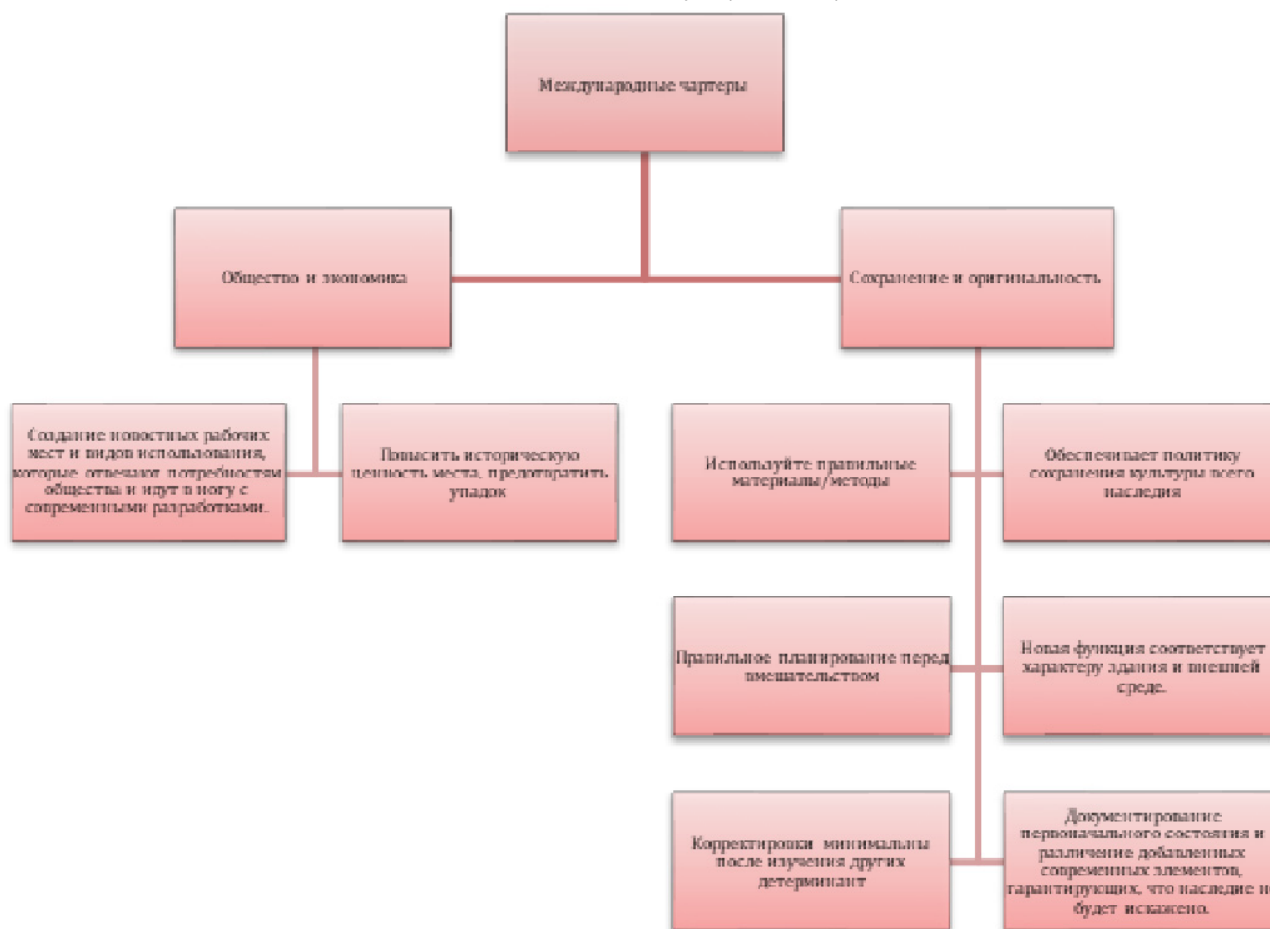 Международные чартеры
Общество и экономика
Сохранение и оригинальность
Создание новостных рабочих
мест и видов использования,
которые отвечают потребностям
общества и идут в ногу с
современными разработками.
Повысить историческую
ценность места, предотвратить
упадок
Используйте правильные
материалы/методы
Обеспечивает политику
сохранения культуры всего
наследия
Правильное планирование перед
вмешательством
Новая функция соответствует
характеру здания и внешней
среде.
Корректировки минимальны
после изучения других
детерминант
Документирование
первоначального состояния и
различение добавленных
современных элементов,
гарантирующих, что наследие н
будет искажено.